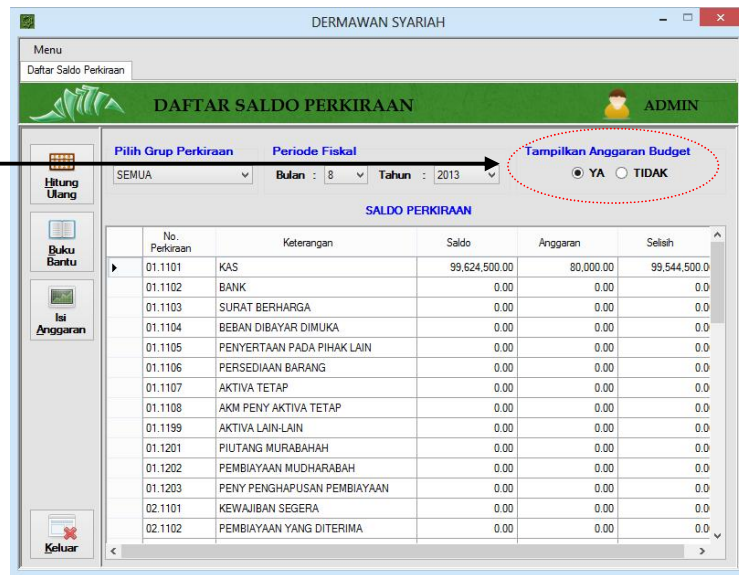 DERMAWAN SYARIAH
Menu
Daftar Saldo Perkiraan
DAFTAR SALDO PERKIRAAN
ADMIN
Hitung Ulang
Buku Bantu
Isi Anggaran
Keluar
Pilih Grup Perkiraan Periode Fiskal Tampilkan Anggaran Budget
SEMUA Bulan : 8 Tahun : 2013 YA TIDAK
SALDO PERKIRAAN
No. Perkiraan Keterangan Saldo Anggaran Selisih
01.1101 KAS 99,624,500.00 80,000.00 99,544,500.0
01.1102 BANK 0.00 0.00 0.0
01.1103 SURAT BERHARGA 0.00 0.00 0.0
01.1104 BEBAN DIBAYAR DIMUKA 0.00 0.00 0.0
01.1105 PENYERTAAN PADA PIHAK LAIN 0.00 0.00 0.0
01.1106 PERSEDIAAN BARANG 0.00 0.00 0.0
01.1107 AKTIVA TETAP 0.00 0.00 0.0
01.1108 AKM PENY AKTIVA TETAP 0.00 0.00 0.0
01.1199 AKTIVA LAIN-LAIN 0.00 0.00 0.0
01.1201 PIUTANG MURABAHAH 0.00 0.00 0.0
01.1202 PEMBIAYAAN MUDHARABAH 0.00 0.00 0.0
01.1203 PENY PENGHAPUSAN PEMBIAYAAN 0.00 0.00 0.0
02.1101 KEWAJIBAN SEGERA 0.00 0.00 0.0
02.1102 PEMBIAYAAN YANG DITERIMA 0.00 0.00 0.0